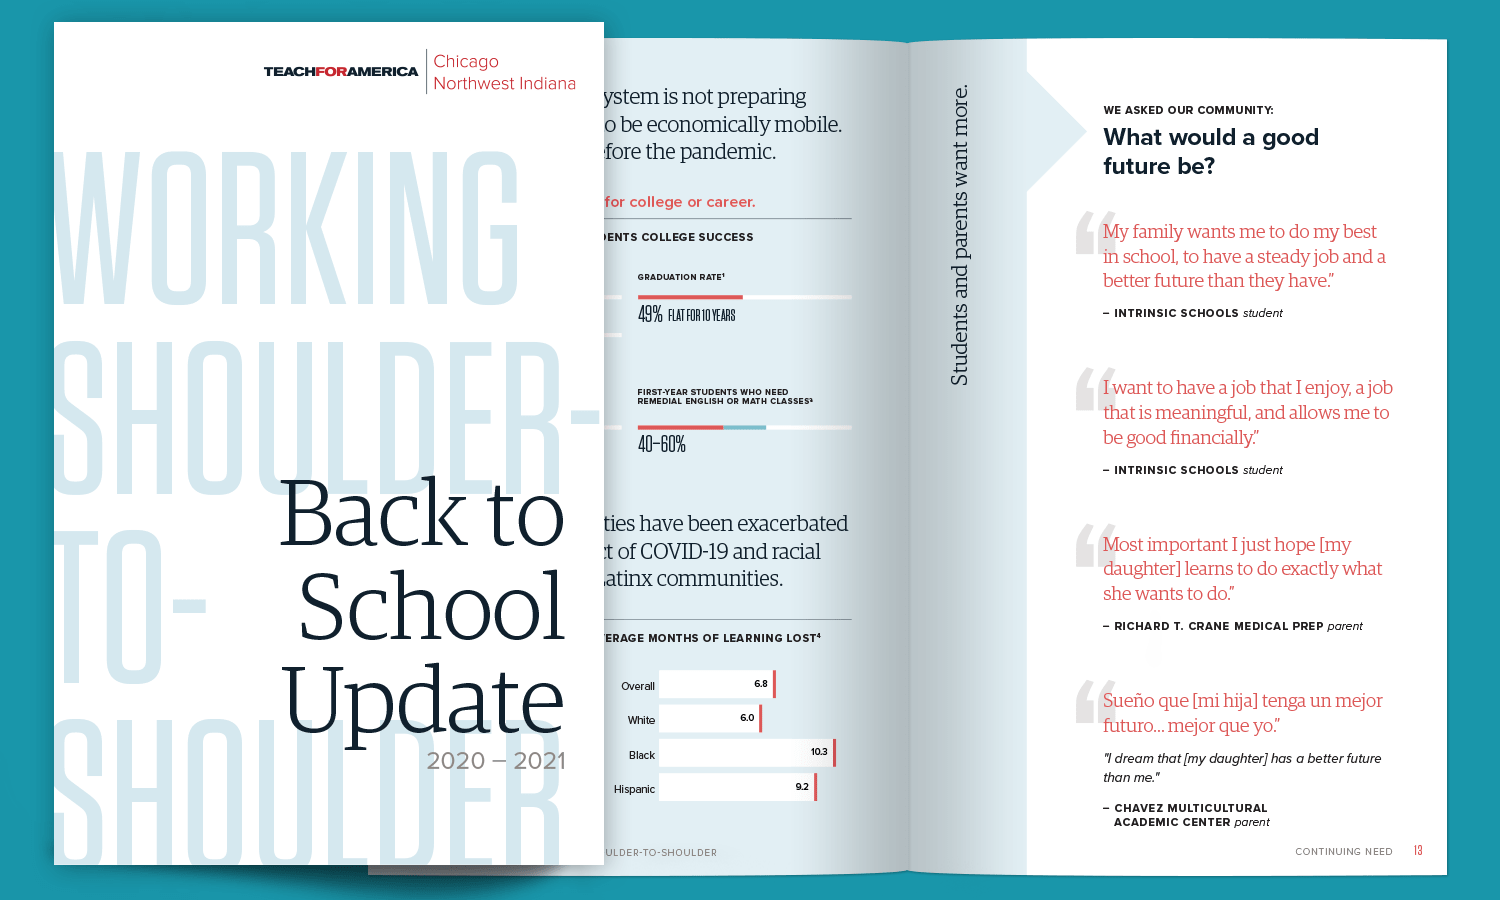 TEACHFORAMERICA
Chicago
Northwest Indiana
WORKING
SHOULDER-
TO-
SHOULDER
Back to
School
Update
2020 – 2021
is not preparing
be economically mobile.
the pandemic.
for college or career.
COLLEGE SUCCESS
GRADUATION RATE¹
49% FLAT FOR 10 YEARS
FIRST-YEAR STUDENTS WHO NEED
REMEDIAL ENGLISH OR MATH CLASSES³
40–60%
have been exacerbated
of COVID-19 and racial
communities.
MONTHS OF LEARNING LOST⁴
Overall 6.8
White 6.0
Black 10.3
Hispanic 9.2
Students and parents want more.
WE ASKED OUR COMMUNITY:
What would a good
future be?
“My family wants me to do my best
in school, to have a steady job and a
better future than they have.”
– INTRINSIC SCHOOLS student
“I want to have a job that I enjoy, a job
that is meaningful, and allows me to
be good financially.”
– INTRINSIC SCHOOLS student
“Most important I just hope [my
daughter] learns to do exactly what
she wants to do.”
– RICHARD T. CRANE MEDICAL PREP parent
“Sueño que [mi hija] tenga un mejor
futuro... mejor que yo.”
"I dream that [my daughter] has a better future
than me."
– CHAVEZ MULTICULTURAL
ACADEMIC CENTER parent
CONTINUING NEED 13